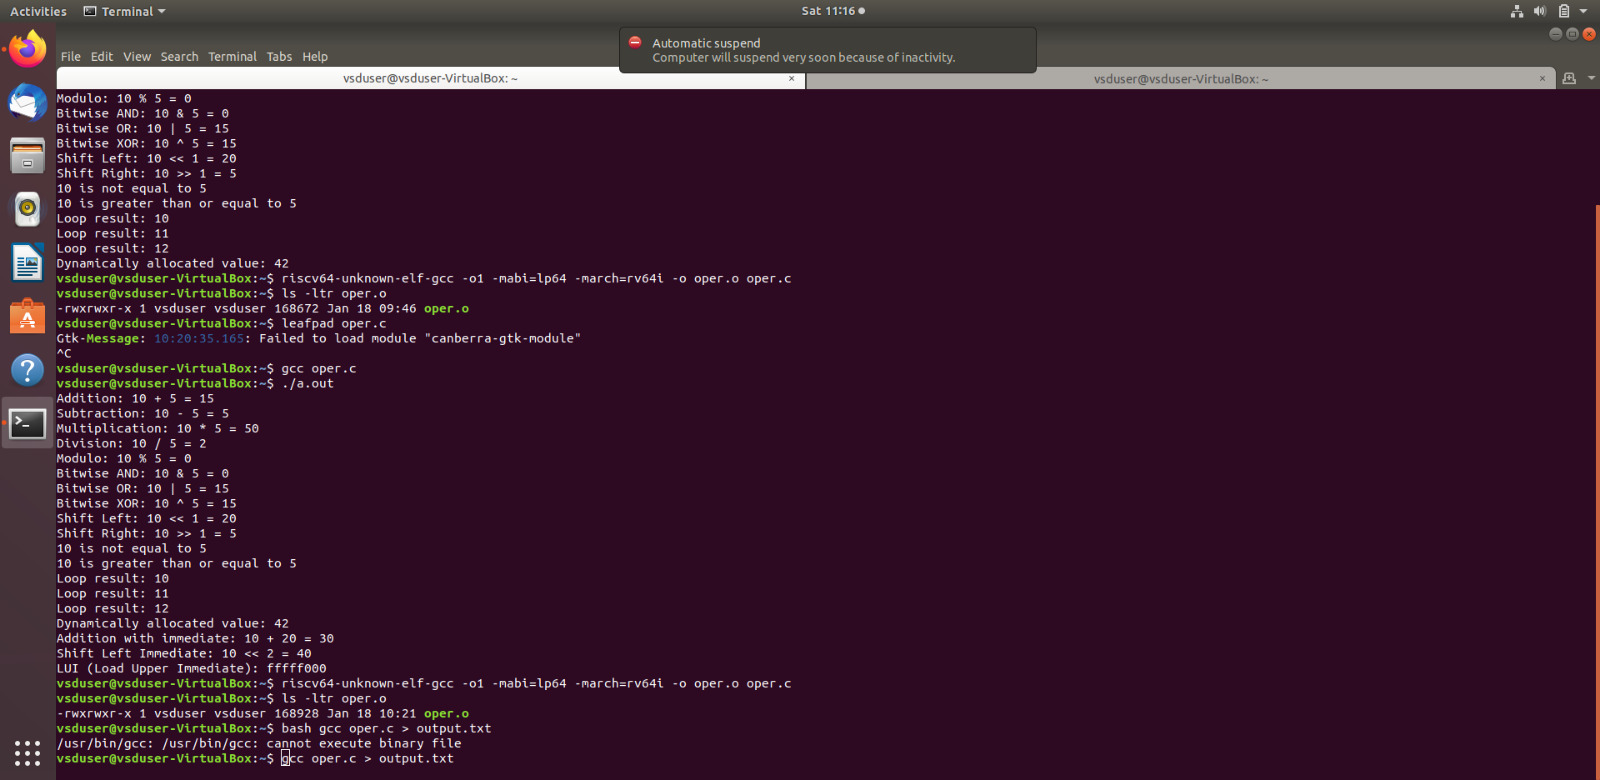 Activities Terminal Sat 11:16
Automatic suspend
Computer will suspend very soon because of inactivity.
File Edit View Search Terminal Tabs Help
vsduser@vsduser-VirtualBox: ~ × vsduser@vsduser-VirtualBox: ~ ×
Modulo: 10 % 5 = 0
Bitwise AND: 10 & 5 = 0
Bitwise OR: 10 | 5 = 15
Bitwise XOR: 10 ^ 5 = 15
Shift Left: 10 << 1 = 20
Shift Right: 10 >> 1 = 5
10 is not equal to 5
10 is greater than or equal to 5
Loop result: 10
Loop result: 11
Loop result: 12
Dynamically allocated value: 42
vsduser@vsduser-VirtualBox:~$ riscv64-unknown-elf-gcc -o1 -mabi=lp64 -march=rv64i -o oper.o oper.c
vsduser@vsduser-VirtualBox:~$ ls -ltr oper.o
-rwxrwxr-x 1 vsduser vsduser 168672 Jan 18 09:46 oper.o
vsduser@vsduser-VirtualBox:~$ leafpad oper.c
Gtk-Message: 10:20:35.165: Failed to load module "canberra-gtk-module"
^C
vsduser@vsduser-VirtualBox:~$ gcc oper.c
vsduser@vsduser-VirtualBox:~$ ./a.out
Addition: 10 + 5 = 15
Subtraction: 10 - 5 = 5
Multiplication: 10 * 5 = 50
Division: 10 / 5 = 2
Modulo: 10 % 5 = 0
Bitwise AND: 10 & 5 = 0
Bitwise OR: 10 | 5 = 15
Bitwise XOR: 10 ^ 5 = 15
Shift Left: 10 << 1 = 20
Shift Right: 10 >> 1 = 5
10 is not equal to 5
10 is greater than or equal to 5
Loop result: 10
Loop result: 11
Loop result: 12
Dynamically allocated value: 42
Addition with immediate: 10 + 20 = 30
Shift Left Immediate: 10 << 2 = 40
LUI (Load Upper Immediate): fffff000
vsduser@vsduser-VirtualBox:~$ riscv64-unknown-elf-gcc -o1 -mabi=lp64 -march=rv64i -o oper.o oper.c
vsduser@vsduser-VirtualBox:~$ ls -ltr oper.o
-rwxrwxr-x 1 vsduser vsduser 168928 Jan 18 10:21 oper.o
vsduser@vsduser-VirtualBox:~$ bash gcc oper.c > output.txt
/usr/bin/gcc: /usr/bin/gcc: cannot execute binary file
vsduser@vsduser-VirtualBox:~$ gcc oper.c > output.txt